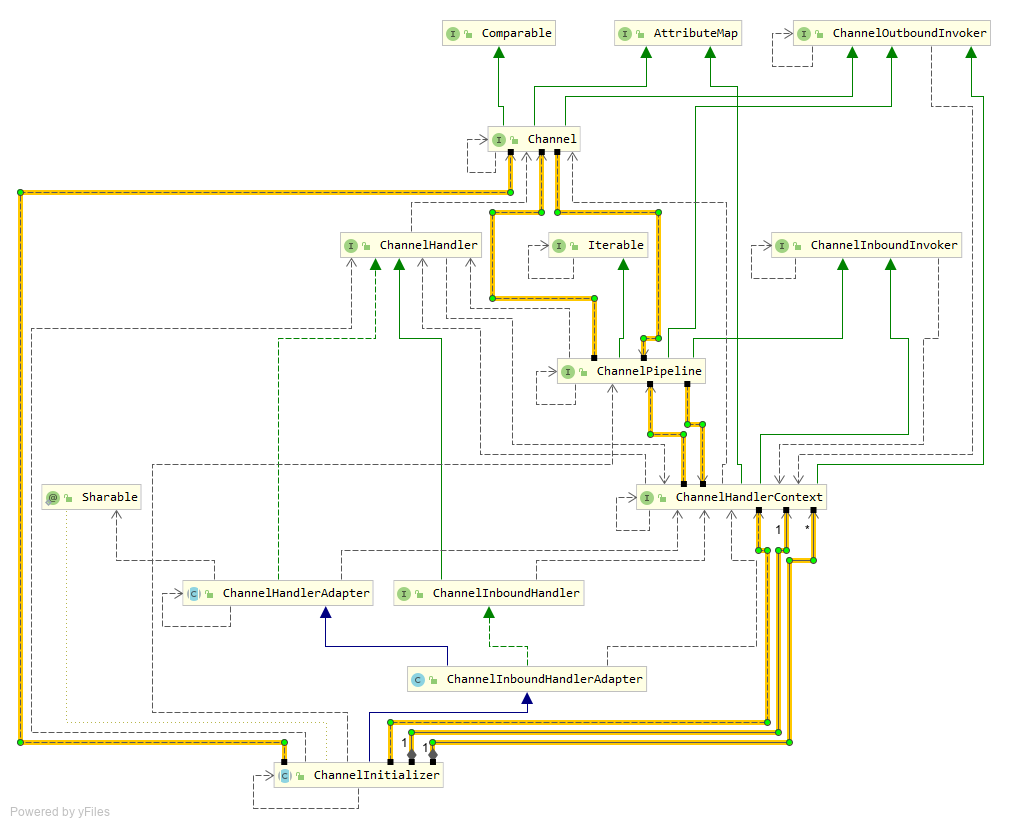 I Comparable
I AttributeMap
I ChannelOutboundInvoker
I Channel
I ChannelHandler
I Iterable
I ChannelInboundInvoker
I ChannelPipeline
@ Sharable
I ChannelHandlerContext
1
*
C ChannelHandlerAdapter
I ChannelInboundHandler
C ChannelInboundHandlerAdapter
1
1
C ChannelInitializer
Powered by yFiles